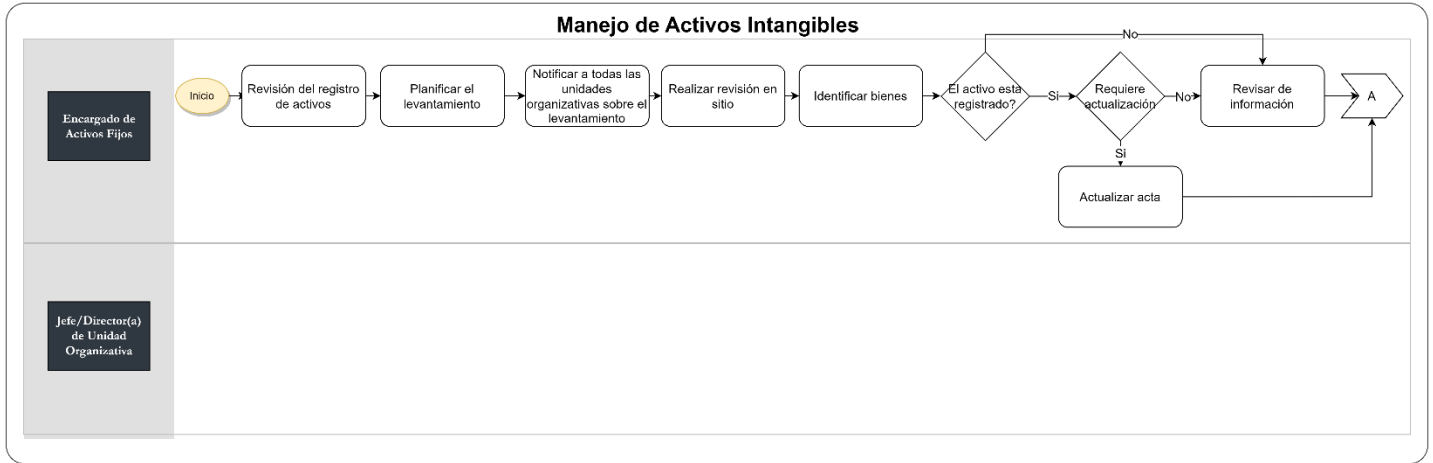 Manejo de Activos Intangibles
Encargado de
Activos Fijos
Inicio
Revisión del registro
de activos
Planificar el
levantamiento
Notificar a todas las
unidades
organizativas sobre el
levantamiento
Realizar revisión en
sitio
Identificar bienes
El activo esta
registrado?
No
Si
Requiere
actualización
No
Revisar de
información
A
Si
Actualizar acta
Jefe/Director(a)
de Unidad
Organizativa